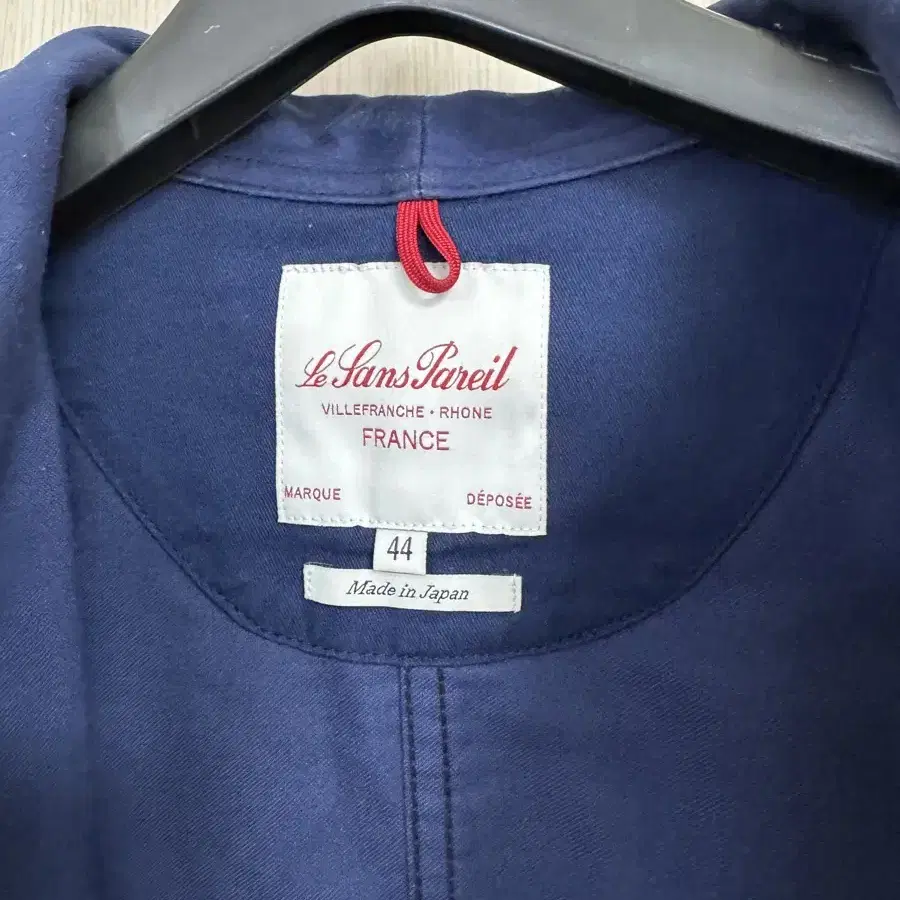 Le Sans Pareil
VILLEFRANCHE • RHONE
FRANCE
MARQUE DÉPOSÉE
44
Made in Japan